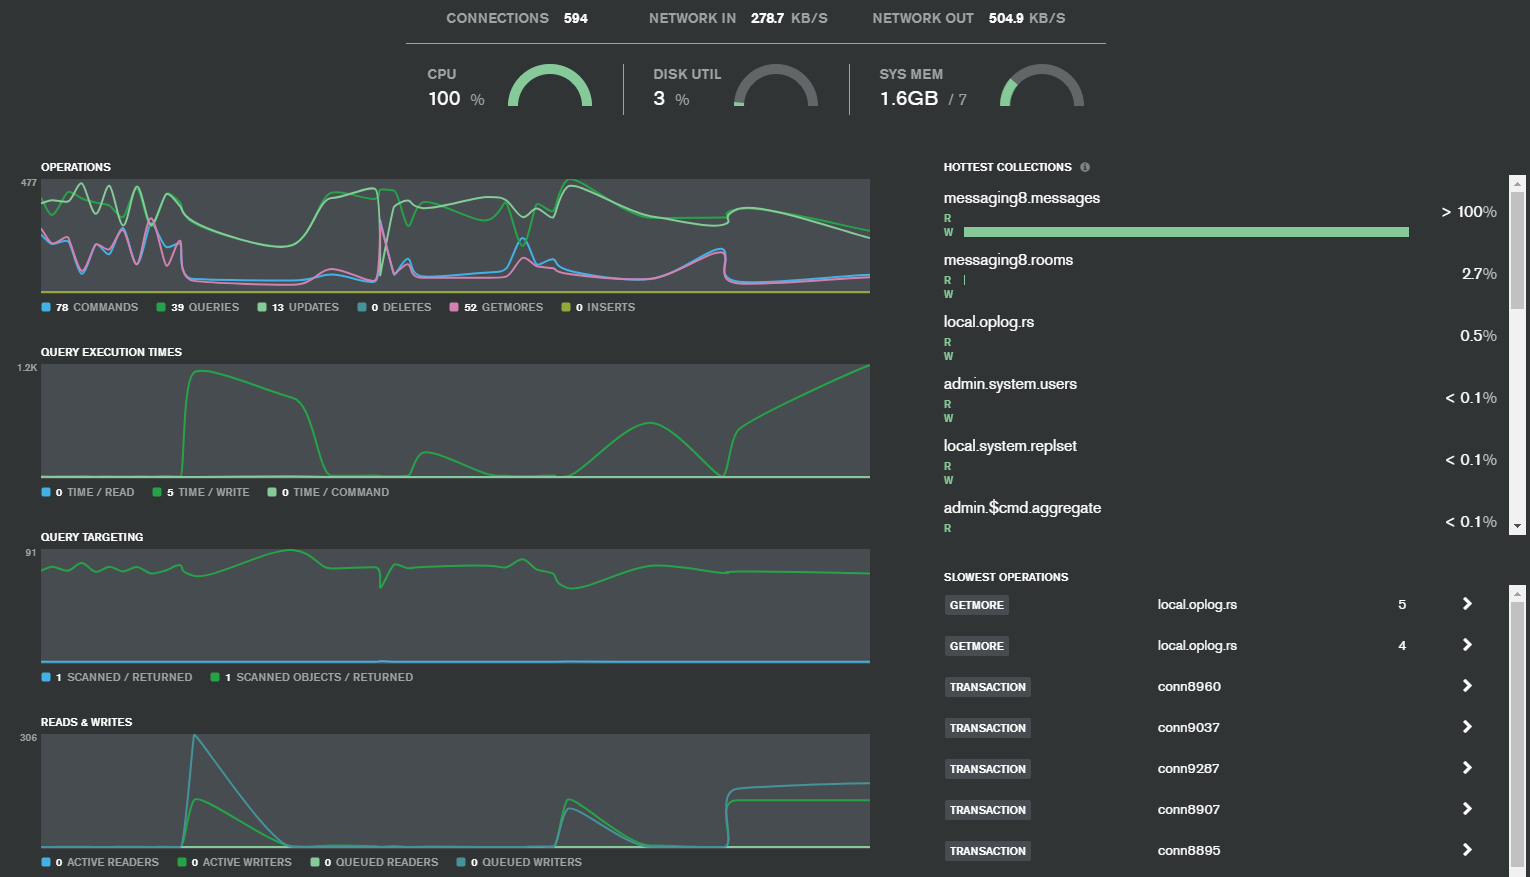 CONNECTIONS 594 NETWORK IN 278.7 KB/S NETWORK OUT 504.9 KB/S
CPU
100 %
DISK UTIL
3 %
SYS MEM
1.6GB / 7
OPERATIONS
477
78 COMMANDS 39 QUERIES 13 UPDATES 0 DELETES 52 GETMORES 0 INSERTS
QUERY EXECUTION TIMES
1.2K
0 TIME / READ 5 TIME / WRITE 0 TIME / COMMAND
QUERY TARGETING
91
1 SCANNED / RETURNED 1 SCANNED OBJECTS / RETURNED
READS & WRITES
306
0 ACTIVE READERS 0 ACTIVE WRITERS 0 QUEUED READERS 0 QUEUED WRITERS
HOTTEST COLLECTIONS i
messaging8.messages
R
W
> 100%
messaging8.rooms
R
W
2.7%
local.oplog.rs
R
W
0.5%
admin.system.users
R
W
< 0.1%
local.system.replset
R
W
< 0.1%
admin.$cmd.aggregate
R
< 0.1%
SLOWEST OPERATIONS
GETMORE local.oplog.rs 5
GETMORE local.oplog.rs 4
TRANSACTION conn8960
TRANSACTION conn9037
TRANSACTION conn9287
TRANSACTION conn8907
TRANSACTION conn8895